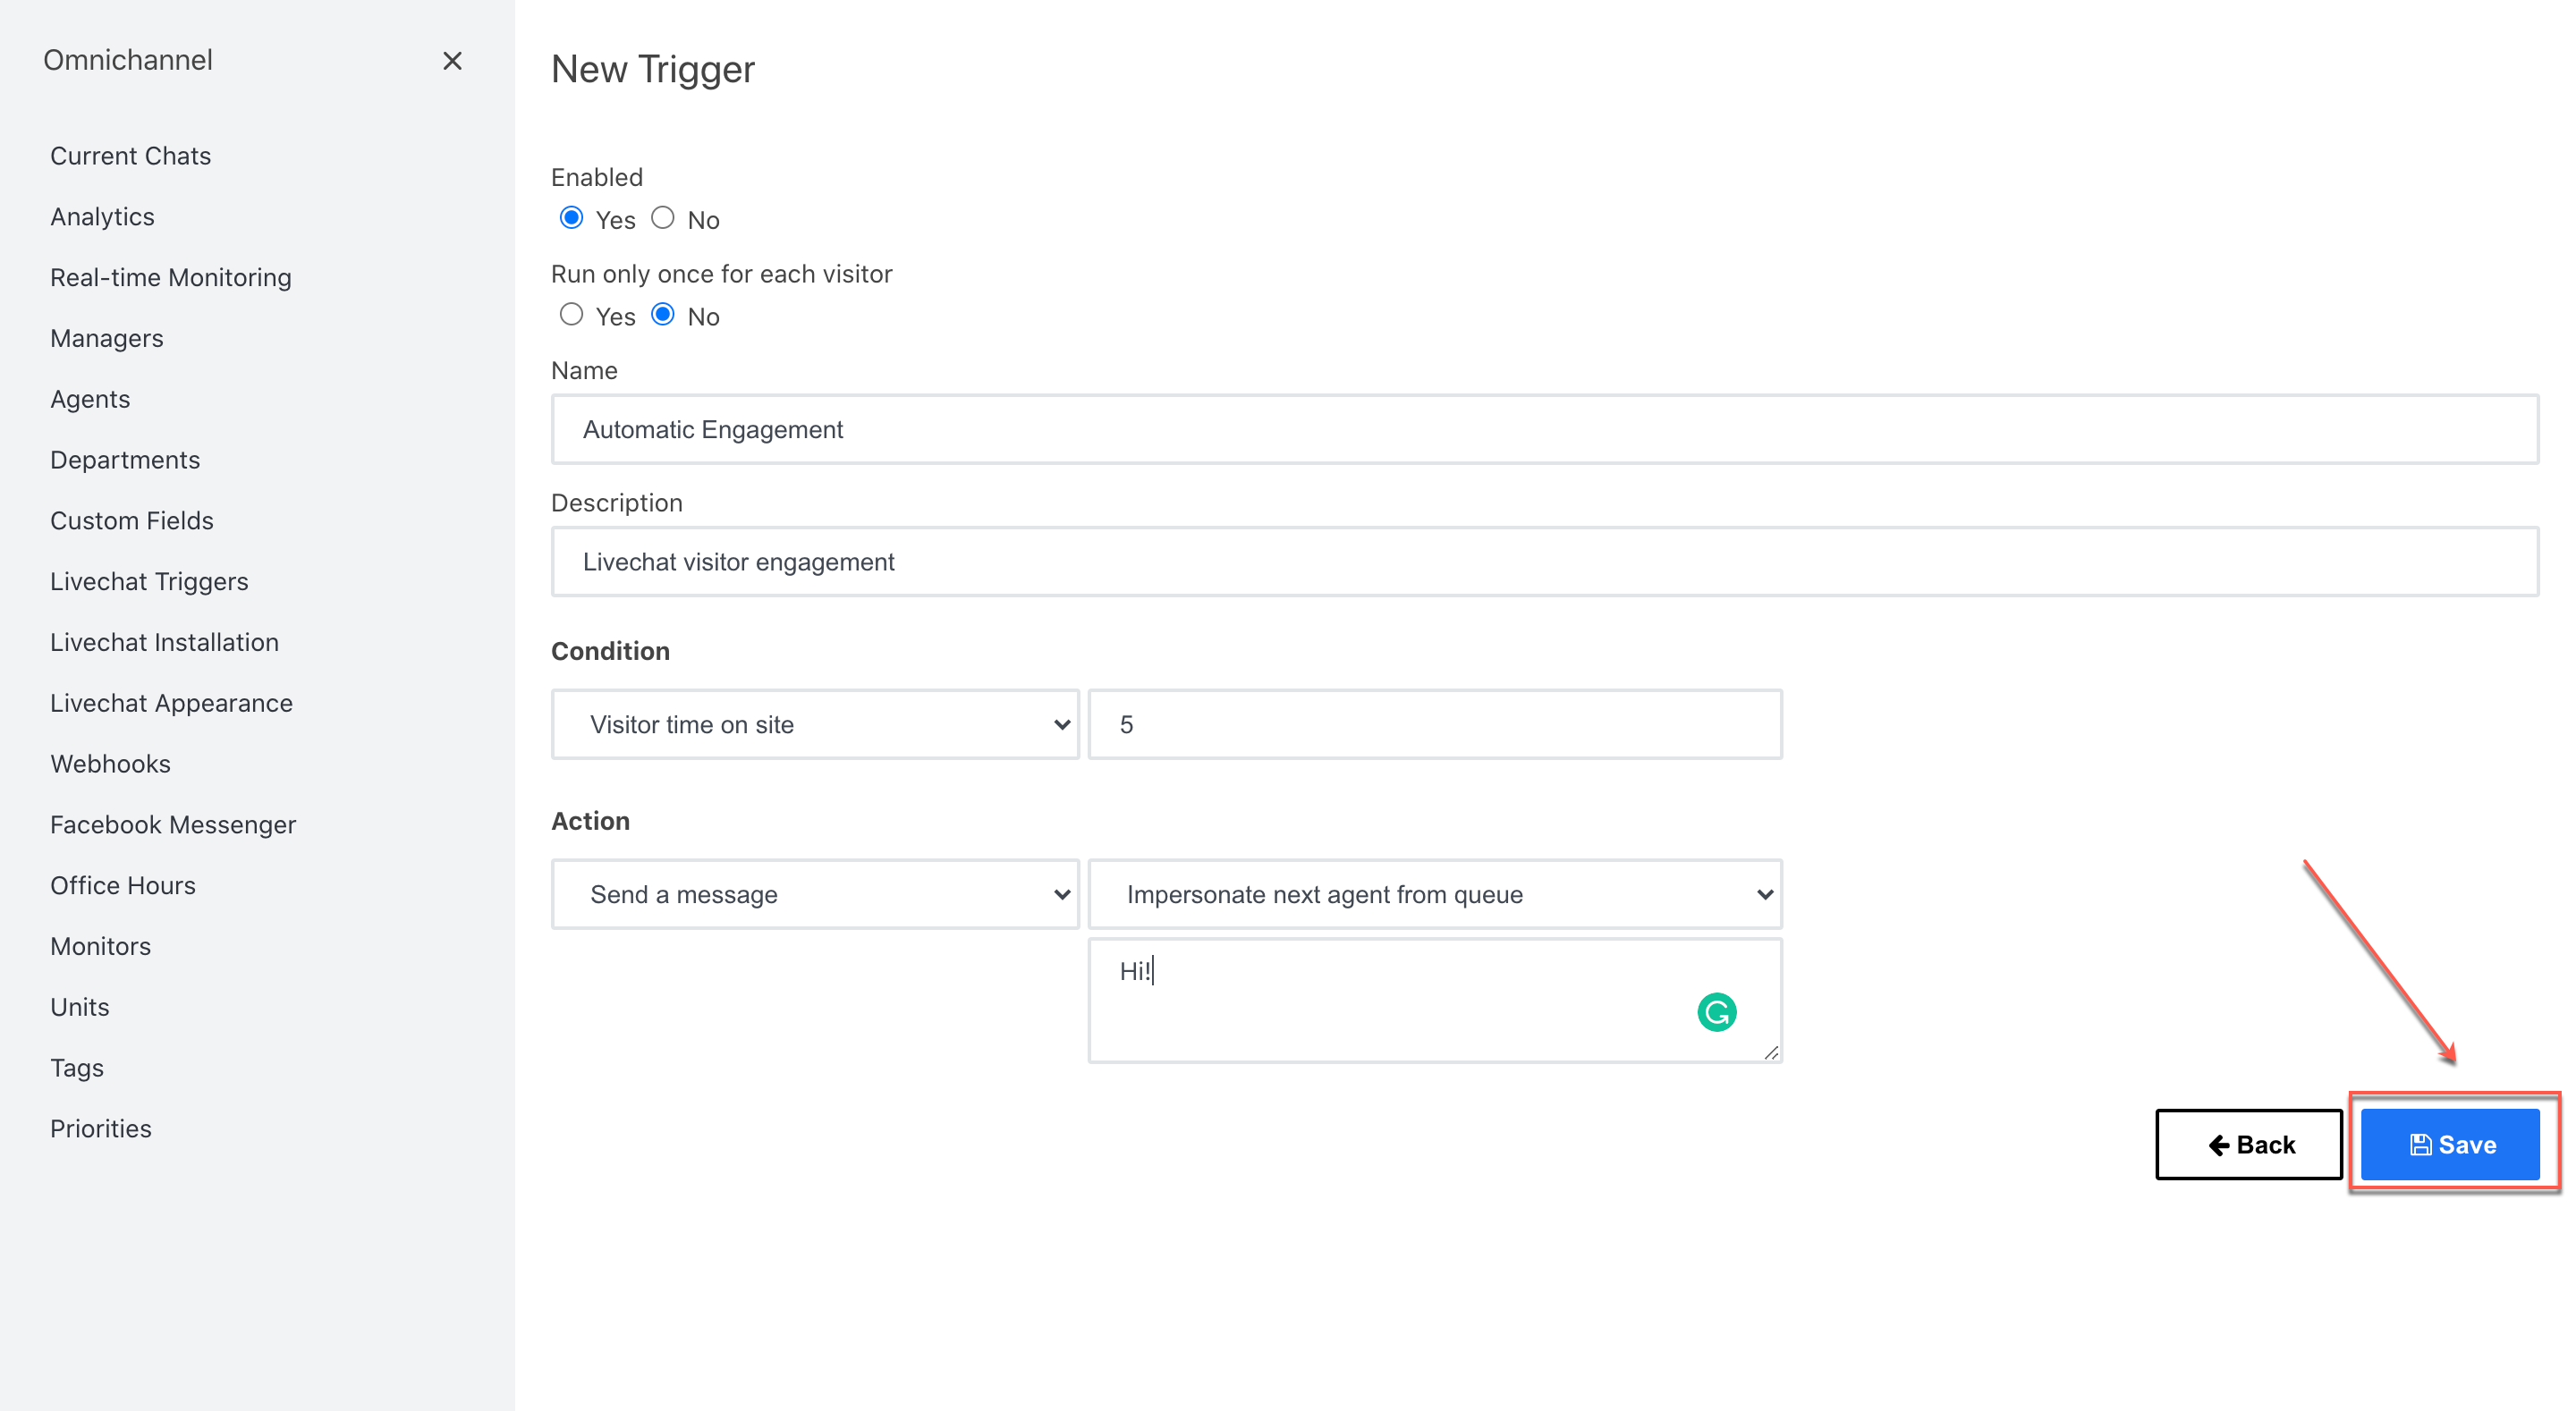 Omnichannel
Current Chats
Analytics
Real-time Monitoring
Managers
Agents
Departments
Custom Fields
Livechat Triggers
Livechat Installation
Livechat Appearance
Webhooks
Facebook Messenger
Office Hours
Monitors
Units
Tags
Priorities
New Trigger
Enabled
Yes No
Run only once for each visitor
Yes No
Name
Automatic Engagement
Description
Livechat visitor engagement
Condition
Visitor time on site 5
Action
Send a message Impersonate next agent from queue
Hi!
Back Save